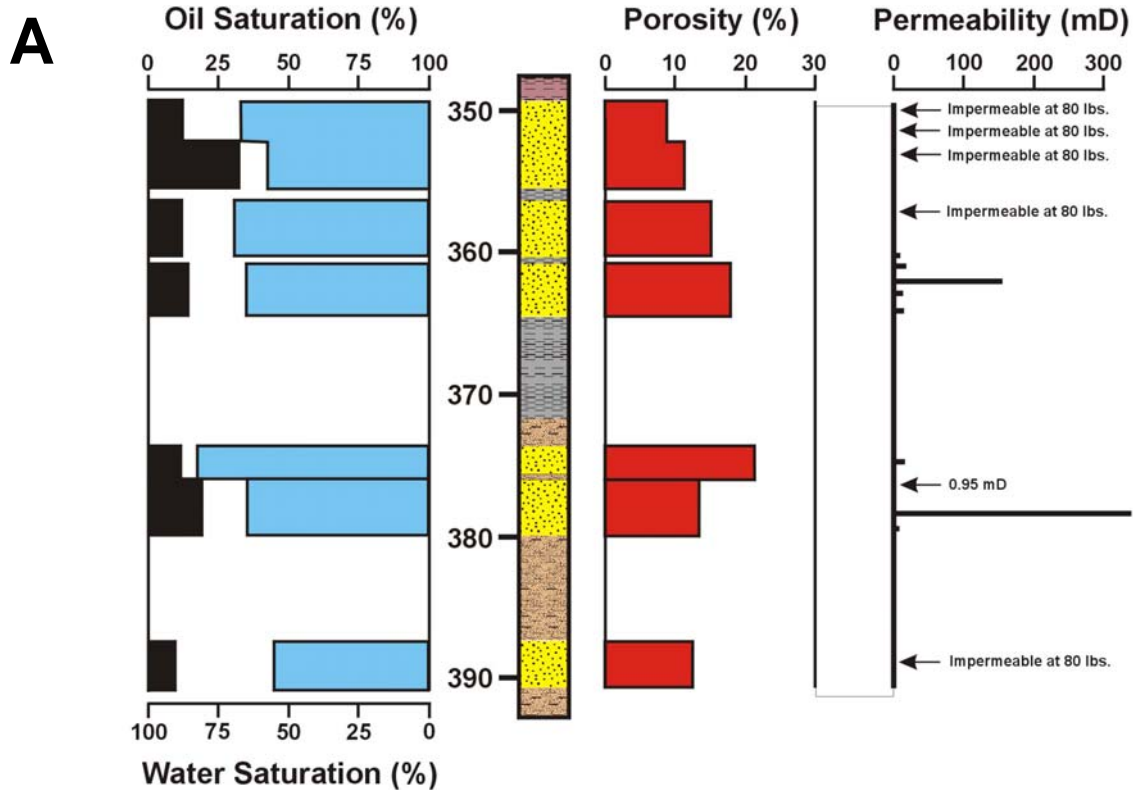 A
Oil Saturation (%)
Porosity (%)
Permeability (mD)
0 25 50 75 100
0 10 20 30
0 100 200 300
350
360
370
380
390
Impermeable at 80 lbs.
Impermeable at 80 lbs.
Impermeable at 80 lbs.
Impermeable at 80 lbs.
0.95 mD
Impermeable at 80 lbs.
100 75 50 25 0
Water Saturation (%)